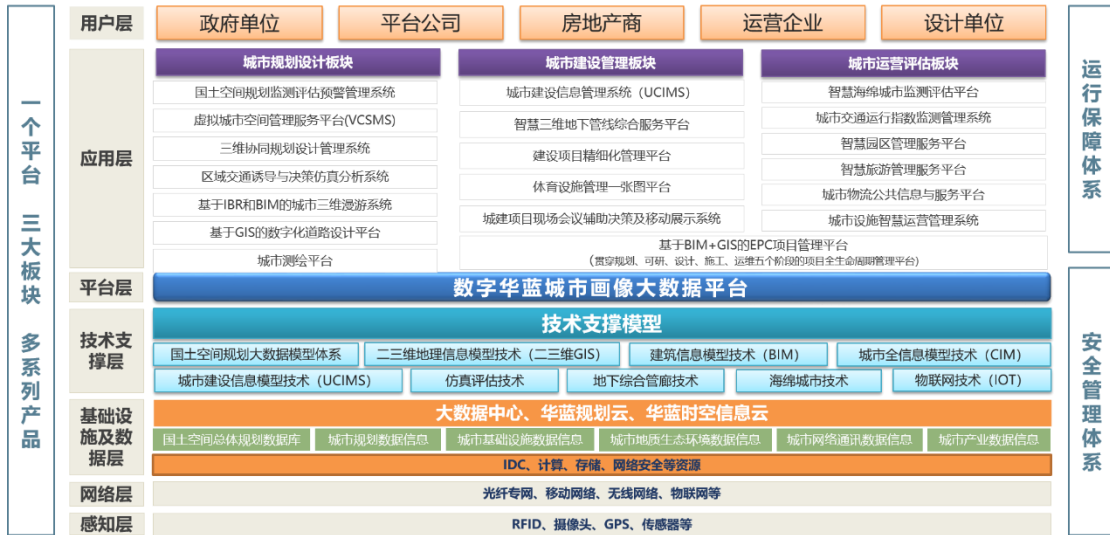 一个平台 三大板块 多系列产品
用户层
政府单位
平台公司
房地产商
运营企业
设计单位
应用层
城市规划设计板块
国土空间规划监测评估预警管理系统
虚拟城市空间管理服务平台(VCSMS)
三维协同规划设计管理系统
区域交通诱导与决策仿真分析系统
基于IBR和BIM的城市三维漫游系统
基于GIS的数字化道路设计平台
城市测绘平台
城市建设管理板块
城市建设信息管理系统（UCIMS）
智慧三维地下管线综合服务平台
建设项目精细化管理平台
体育设施管理一张图平台
城建项目现场会议辅助决策及移动展示系统
城市运营评估板块
智慧海绵城市监测评估平台
城市交通运行指数监测管理系统
智慧园区管理服务平台
智慧旅游管理服务平台
城市物流公共信息与服务平台
城市设施智慧运营管理系统
基于BIM+GIS的EPC项目管理平台
（贯穿规划、可研、设计、施工、运维五个阶段的项目全生命周期管理平台）
平台层
数字华蓝城市画像大数据平台
技术支
撑层
技术支撑模型
国土空间规划大数据模型体系
二三维地理信息模型技术（二三维GIS）
建筑信息模型技术（BIM）
城市全信息模型技术（CIM）
城市建设信息模型技术（UCIMS）
仿真评估技术
地下综合管廊技术
海绵城市技术
物联网技术（IOT）
基础设
施及数
据层
大数据中心、华蓝规划云、华蓝时空信息云
国土空间总体规划数据库
城市规划数据信息
城市基础设施数据信息
城市地质生态环境数据信息
城市网络通讯数据信息
城市产业数据信息
IDC、计算、存储、网络安全等资源
网络层
光纤专网、移动网络、无线网络、物联网等
感知层
RFID、摄像头、GPS、传感器等
运行保障体系
安全管理体系